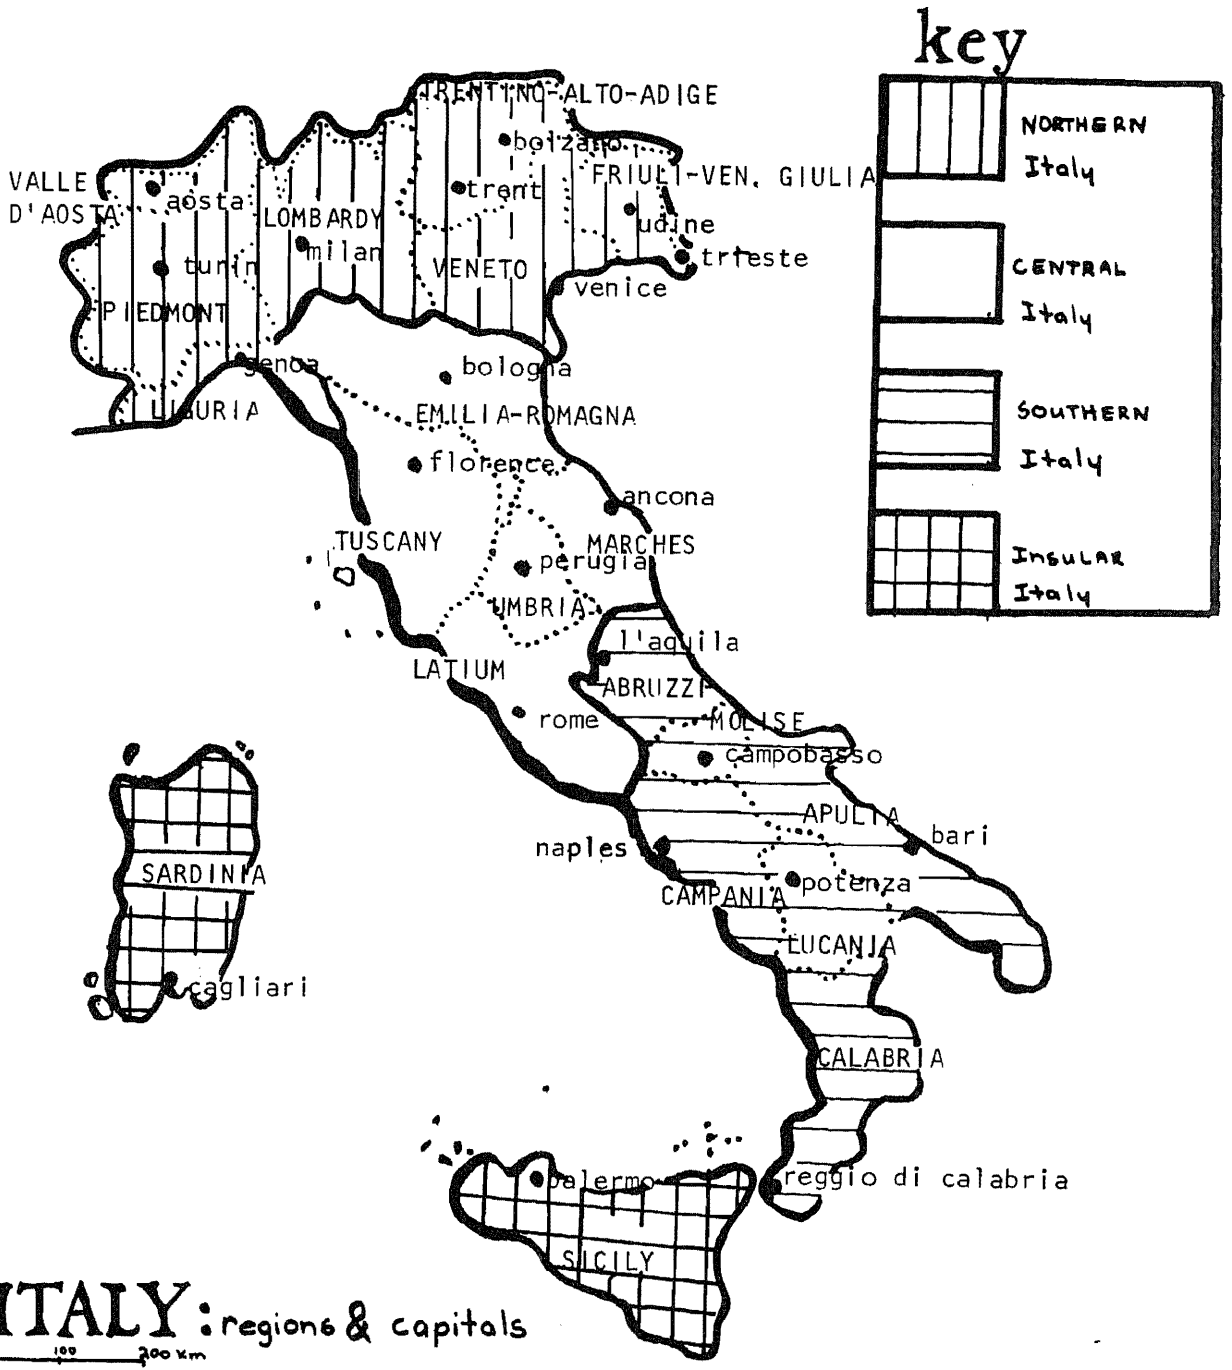 key
NORTHERN
Italy
CENTRAL
Italy
SOUTHERN
Italy
INSULAR
Italy
TRENTINO-ALTO-ADIGE
bolzano
FRIULI-VEN. GIULIA
VALLE
D'AOSTA
aosta
trent
LOMBARDY
udine
milan
trieste
turin
VENETO
venice
PIEDMONT
genoa
bologna
LIGURIA
EMILIA-ROMAGNA
florence
ancona
TUSCANY
MARCHES
perugia
UMBRIA
l'aquila
LATIUM
ABRUZZI
rome
MOLISE
campobasso
APULIA
bari
naples
SARDINIA
potenza
CAMPANIA
LUCANIA
cagliari
CALABRIA
palermo
reggio di calabria
SICILY
ITALY: regions & capitals
100 200 km